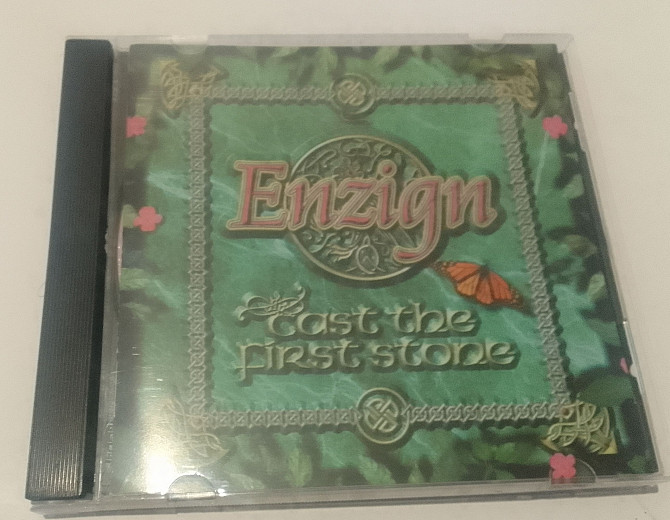 Enzign
cast the
first stone